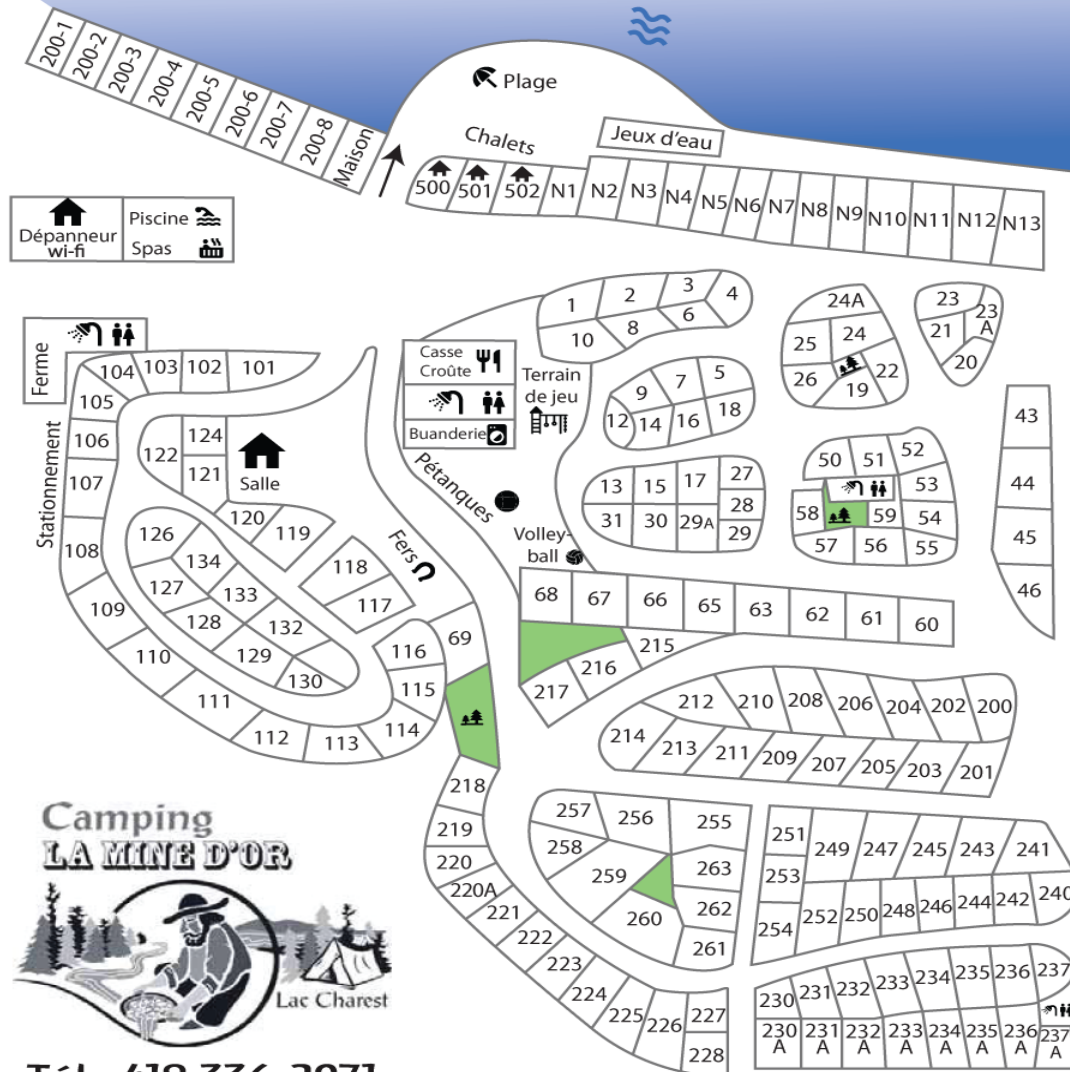 200-1 200-2 200-3 200-4 200-5 200-6 200-7 200-8 Maison
Plage
Chalets
Jeux d'eau
500 501 502 N1 N2 N3 N4 N5 N6 N7 N8 N9 N10 N11 N12 N13
Dépanneur
wi-fi
Piscine
Spas
Ferme
Stationnement
104 103 102 101
105
106
107
108
109
110
111
112 113 114
115
116
122 124
121
Salle
120 119
118
117
126
134
127 133
128 132
129
130
Casse
Croûte
Buanderie
Terrain
de jeu
Pétanques
Fers
Volley-
ball
1 2 3 4
10 8 6
9 7 5
12 14 16 18
13 15 17 27
28
31 30 29A 29
24A
25 24
26 19 22
23 23
A
21
20
50 51 52
53
58 59 54
57 56 55
43
44
45
46
68 67 66 65 63 62 61 60
69
215
216
217
212 210 208 206 204 202 200
214 213 211 209 207 205 203 201
218
219
220
220A
221
222
223
224
225 226 227
228
257 256 255
258
259 263
260 262
261
251 249 247 245 243 241
253
254 252 250 248 246 244 242 240
230 231 232 233 234 235 236 237
230
A
231
A
232
A
233
A
234
A
235
A
236
A
237
A
Camping
LA MINE D'OR
Lac Charest